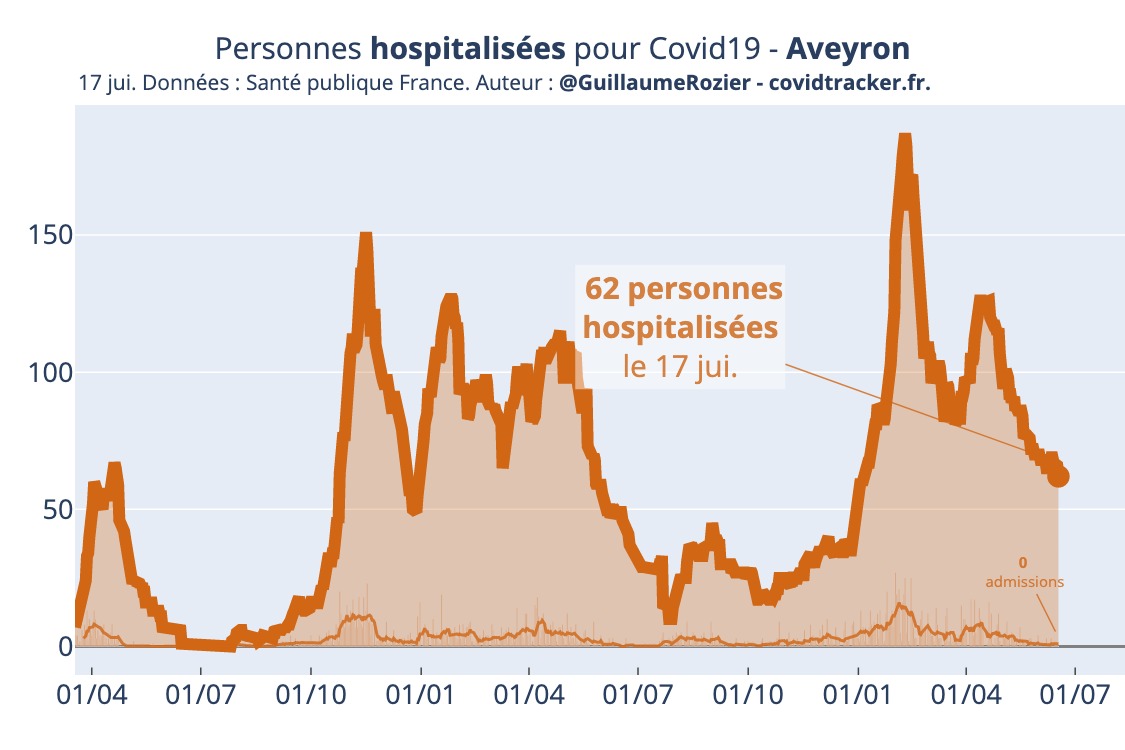 Personnes hospitalisées pour Covid19 - Aveyron
17 jui. Données : Santé publique France. Auteur : @GuillaumeRozier - covidtracker.fr.
150
100
50
0
62 personnes
hospitalisées
le 17 jui.
0
admissions
01/04 01/07 01/10 01/01 01/04 01/07 01/10 01/01 01/04 01/07